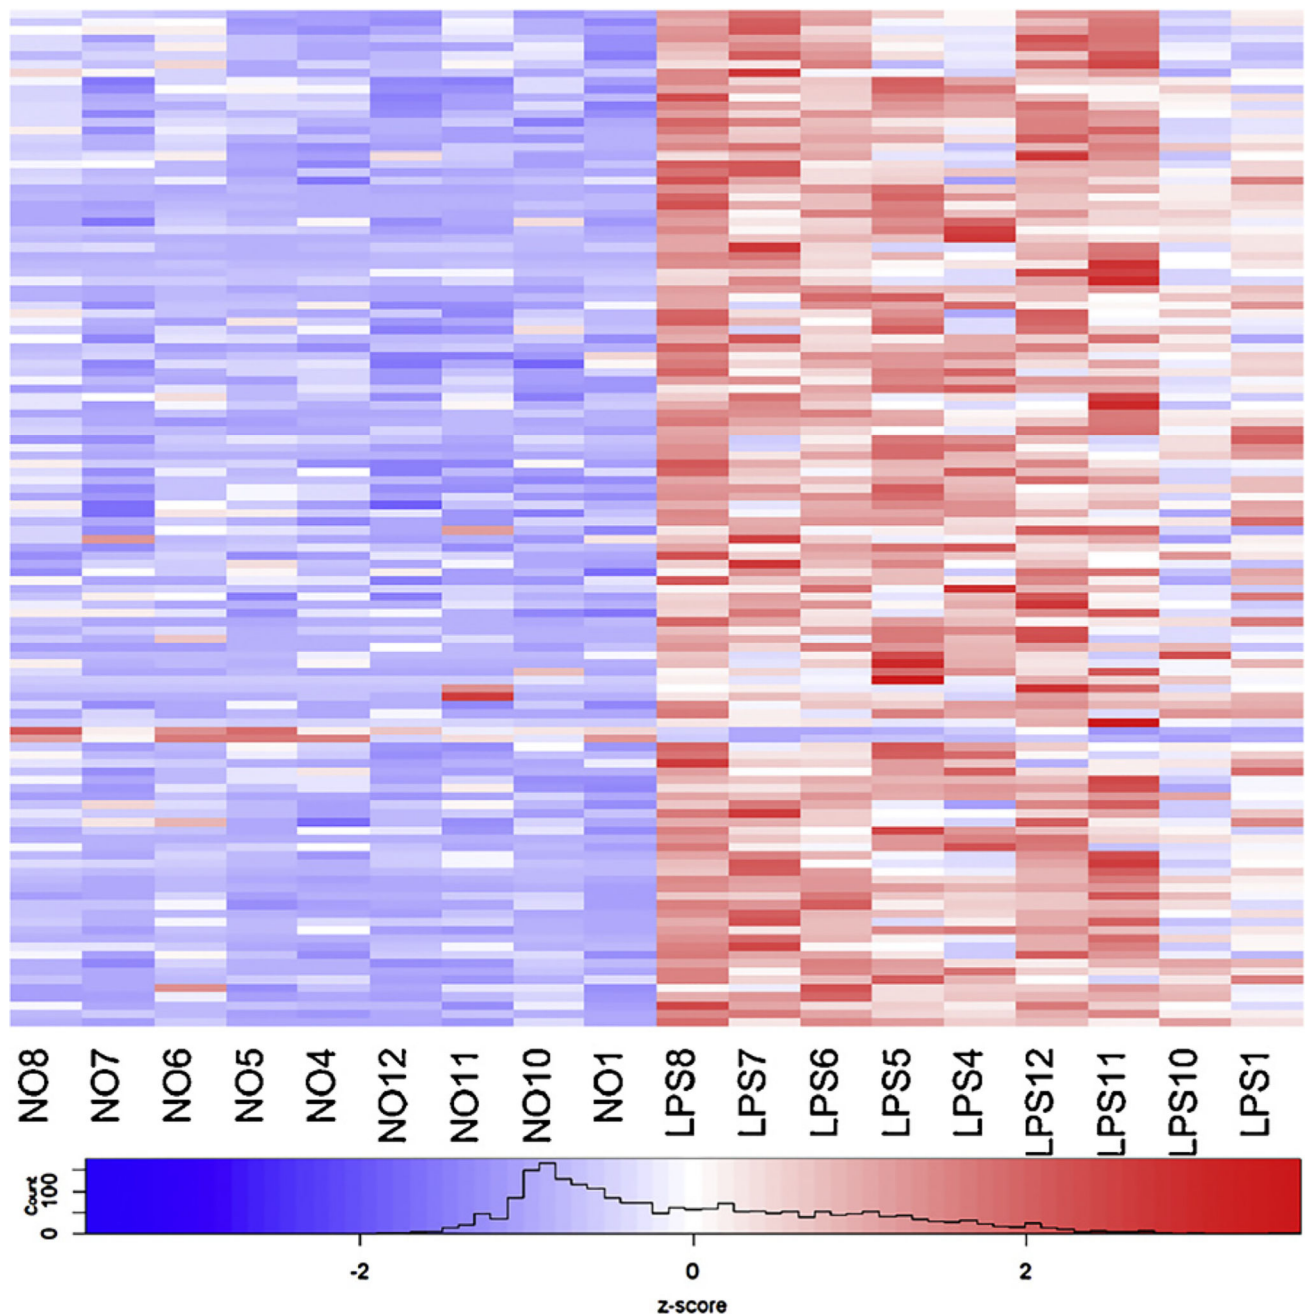 NO8 NO7 NO6 NO5 NO4 NO12 NO11 NO10 NO1 LPS8 LPS7 LPS6 LPS5 LPS4 LPS12 LPS11 LPS10 LPS1
Count
0 100
-2 0 2
z-score